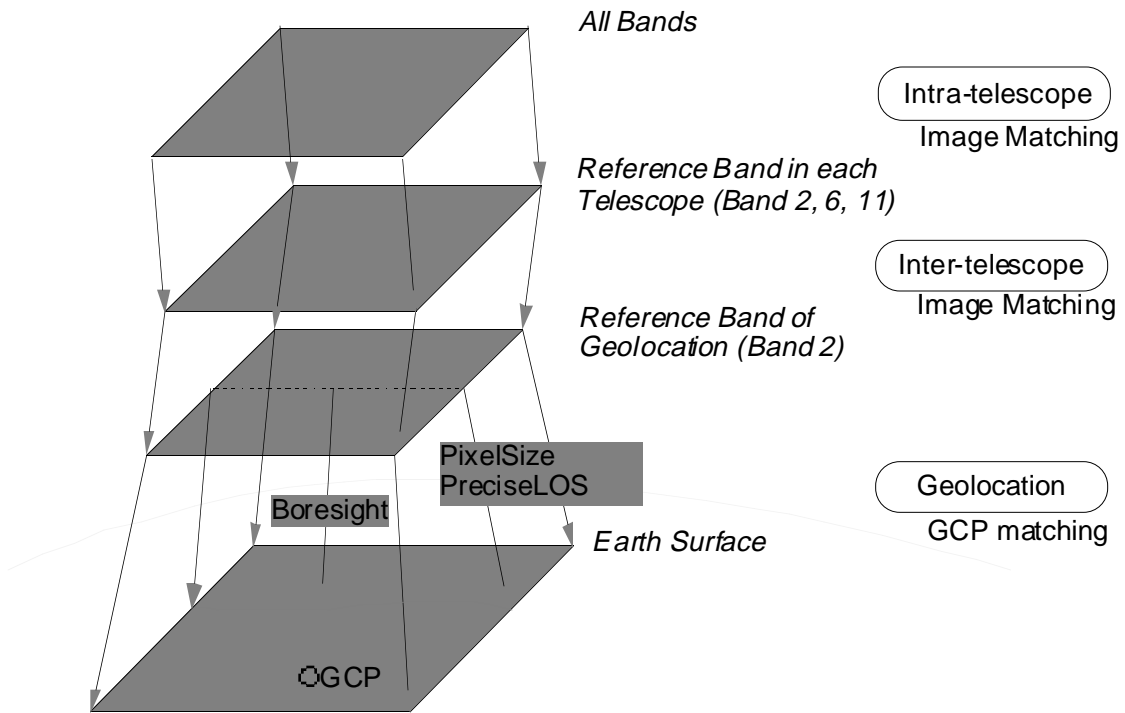 All Bands
Intra-telescope
Image Matching
Reference Band in each
Telescope (Band 2, 6, 11)
Inter-telescope
Image Matching
Reference Band of
Geolocation (Band 2)
PixelSize
PreciseLOS
Boresight
Geolocation
GCP matching
Earth Surface
GCP